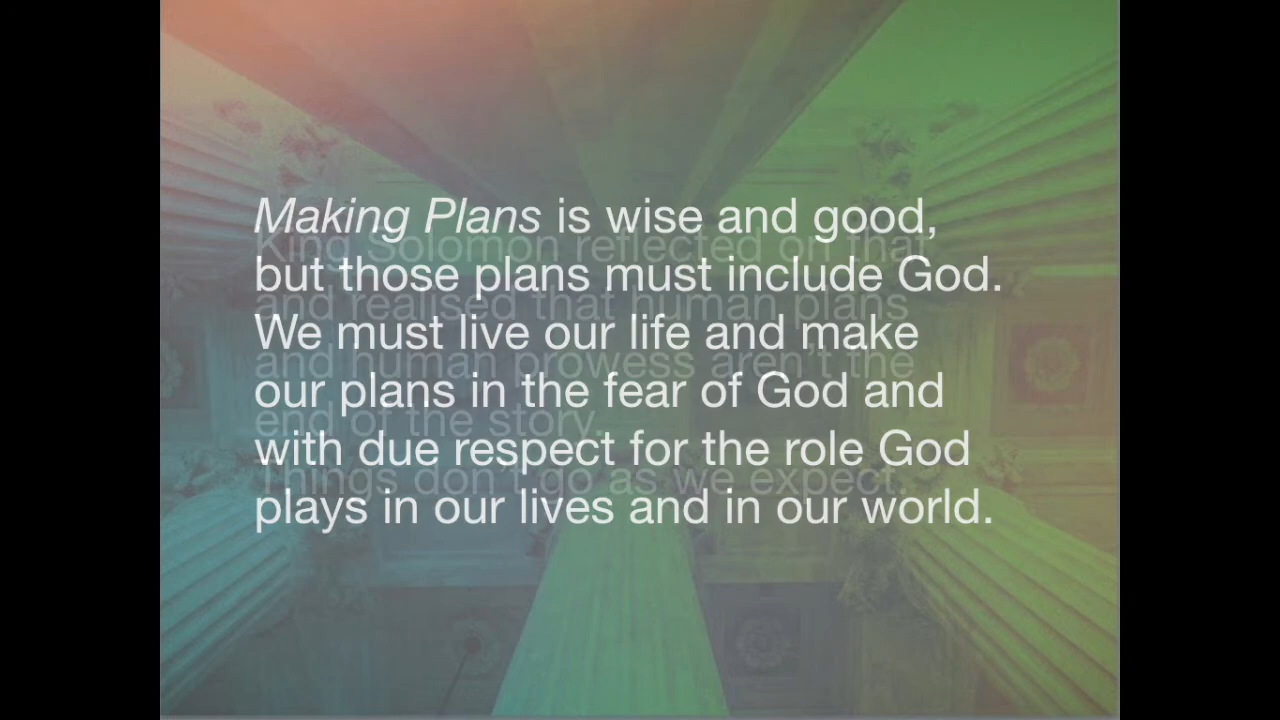 Making Plans is wise and good,
King Solomon reflected on that
but those plans must include God.
and realised that human plans
We must live our life and make
and human prowess aren't the
our plans in the fear of God and
end of the story.
with due respect for the role God
Things don't go as we expect
plays in our lives and in our world.